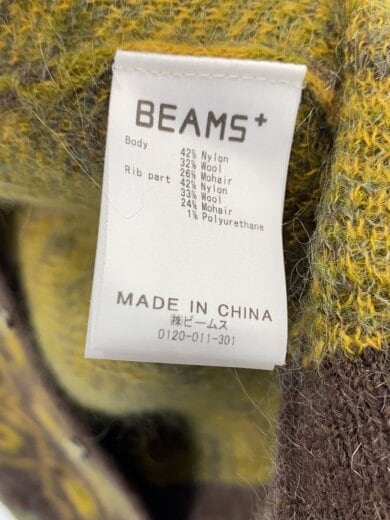 BEAMS+
Body
42% Nylon
32% Wool
26% Mohair
Rib part
42% Nylon
33% Wool
24% Mohair
1% Polyurethane
MADE IN CHINA
㈱ビームス
0120-011-301